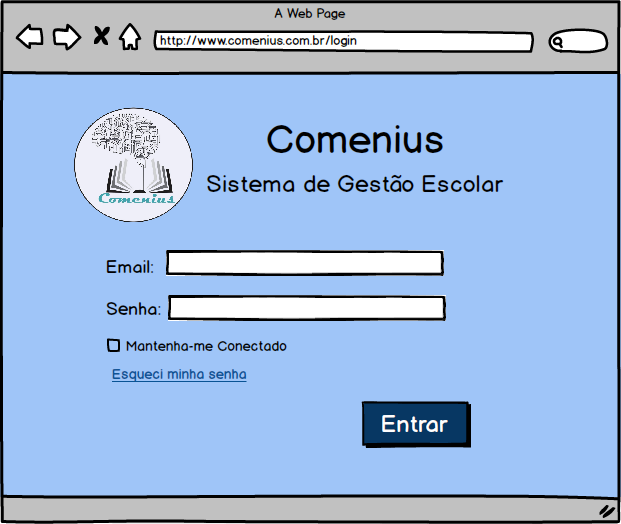 A Web Page
http://www.comenius.com.br/login
Comenius
Comenius
Sistema de Gestão Escolar
Email:
Senha:
Mantenha-me Conectado
Esqueci minha senha
Entrar